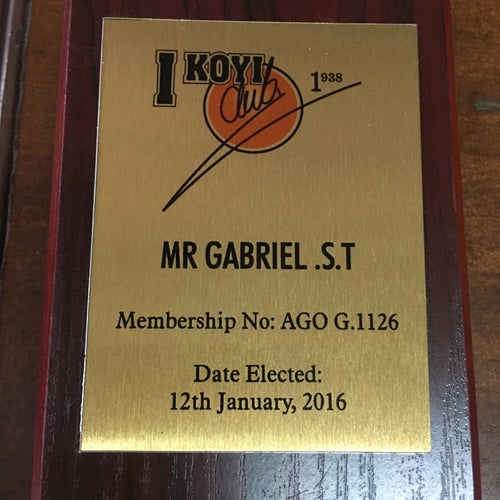 IKOYI
club 1938
MR GABRIEL .S.T
Membership No: AGO G.1126
Date Elected:
12th January, 2016